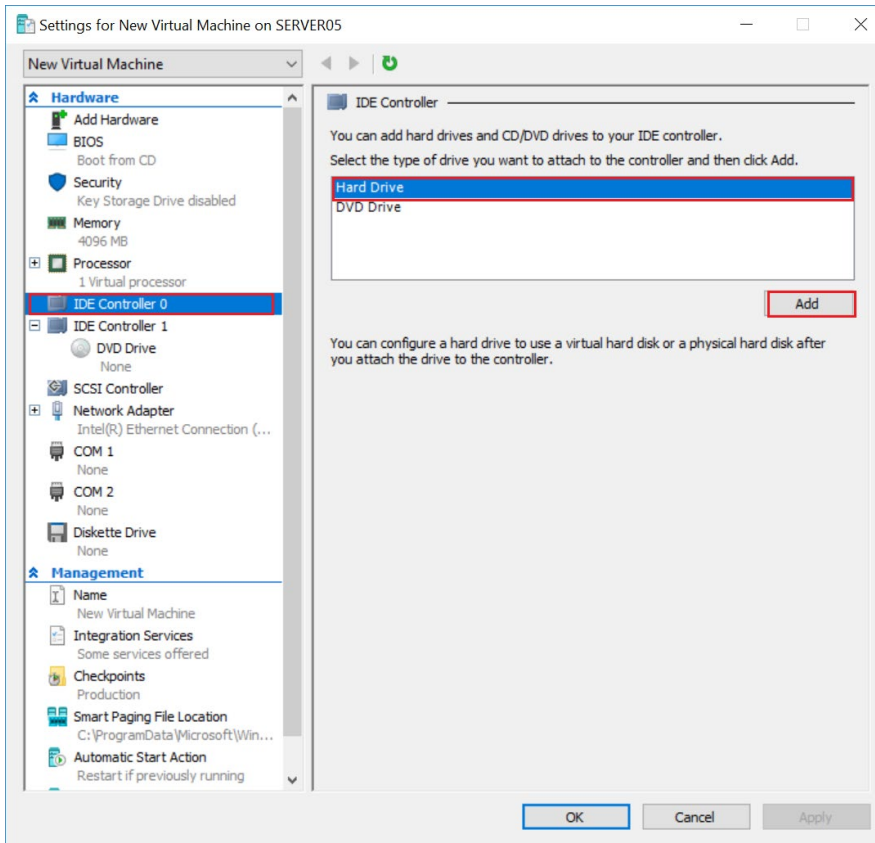 Settings for New Virtual Machine on SERVER05
New Virtual Machine
Hardware
Add Hardware
BIOS
Boot from CD
Security
Key Storage Drive disabled
Memory
4096 MB
Processor
1 Virtual processor
IDE Controller 0
IDE Controller 1
DVD Drive
None
SCSI Controller
Network Adapter
Intel(R) Ethernet Connection (...
COM 1
None
COM 2
None
Diskette Drive
None
Management
Name
New Virtual Machine
Integration Services
Some services offered
Checkpoints
Production
Smart Paging File Location
C:\ProgramData\Microsoft\Win...
Automatic Start Action
Restart if previously running
IDE Controller
You can add hard drives and CD/DVD drives to your IDE controller.
Select the type of drive you want to attach to the controller and then click Add.
Hard Drive
DVD Drive
Add
You can configure a hard drive to use a virtual hard disk or a physical hard disk after
you attach the drive to the controller.
OK
Cancel
Apply